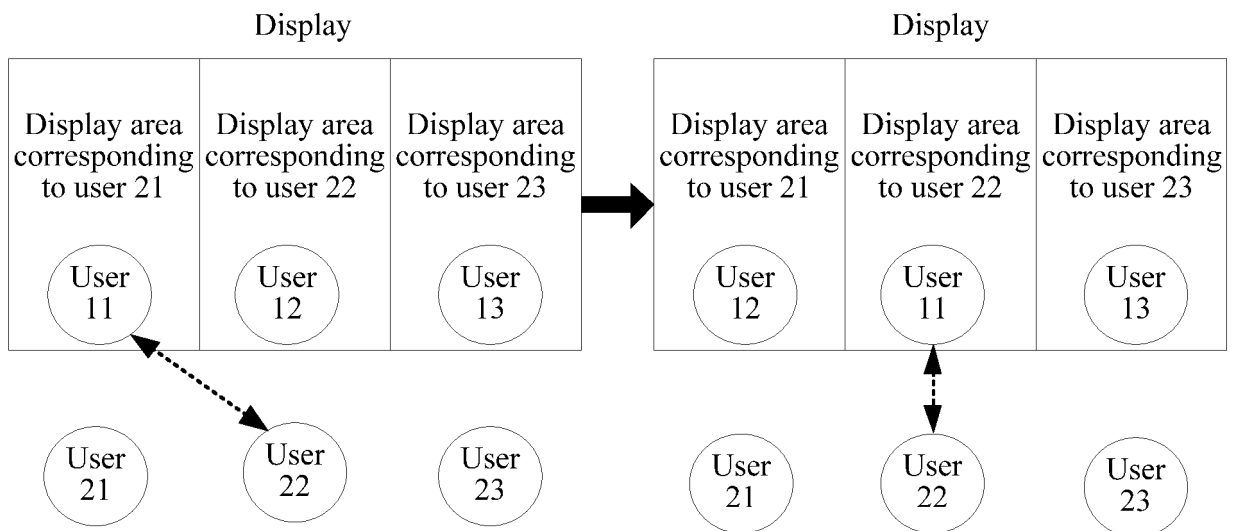 Display
Display area
corresponding
to user 21
Display area
corresponding
to user 22
Display area
corresponding
to user 23
User
11
User
12
User
13
User
21
User
22
User
23
Display
Display area
corresponding
to user 21
Display area
corresponding
to user 22
Display area
corresponding
to user 23
User
12
User
11
User
13
User
21
User
22
User
23